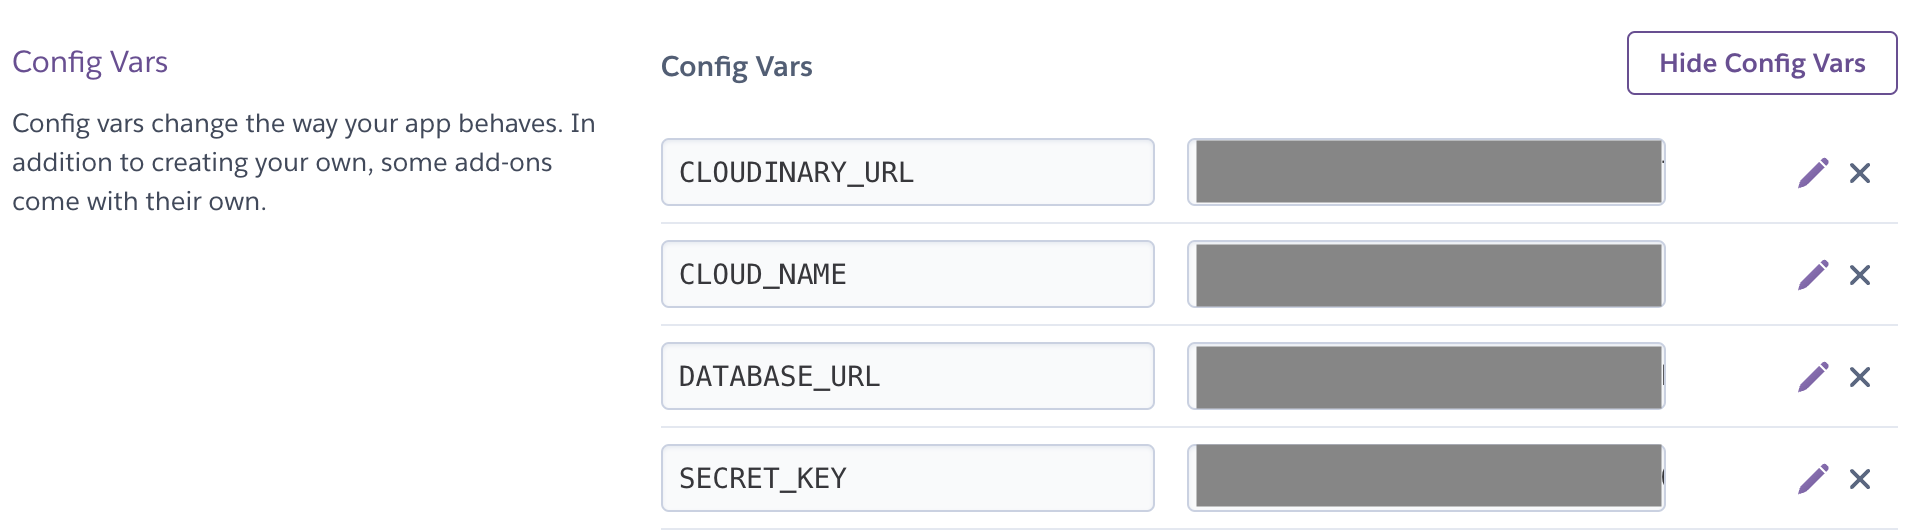 Config Vars
Config vars change the way your app behaves. In
addition to creating your own, some add-ons
come with their own.
Config Vars
Hide Config Vars
CLOUDINARY_URL
CLOUD_NAME
DATABASE_URL
SECRET_KEY